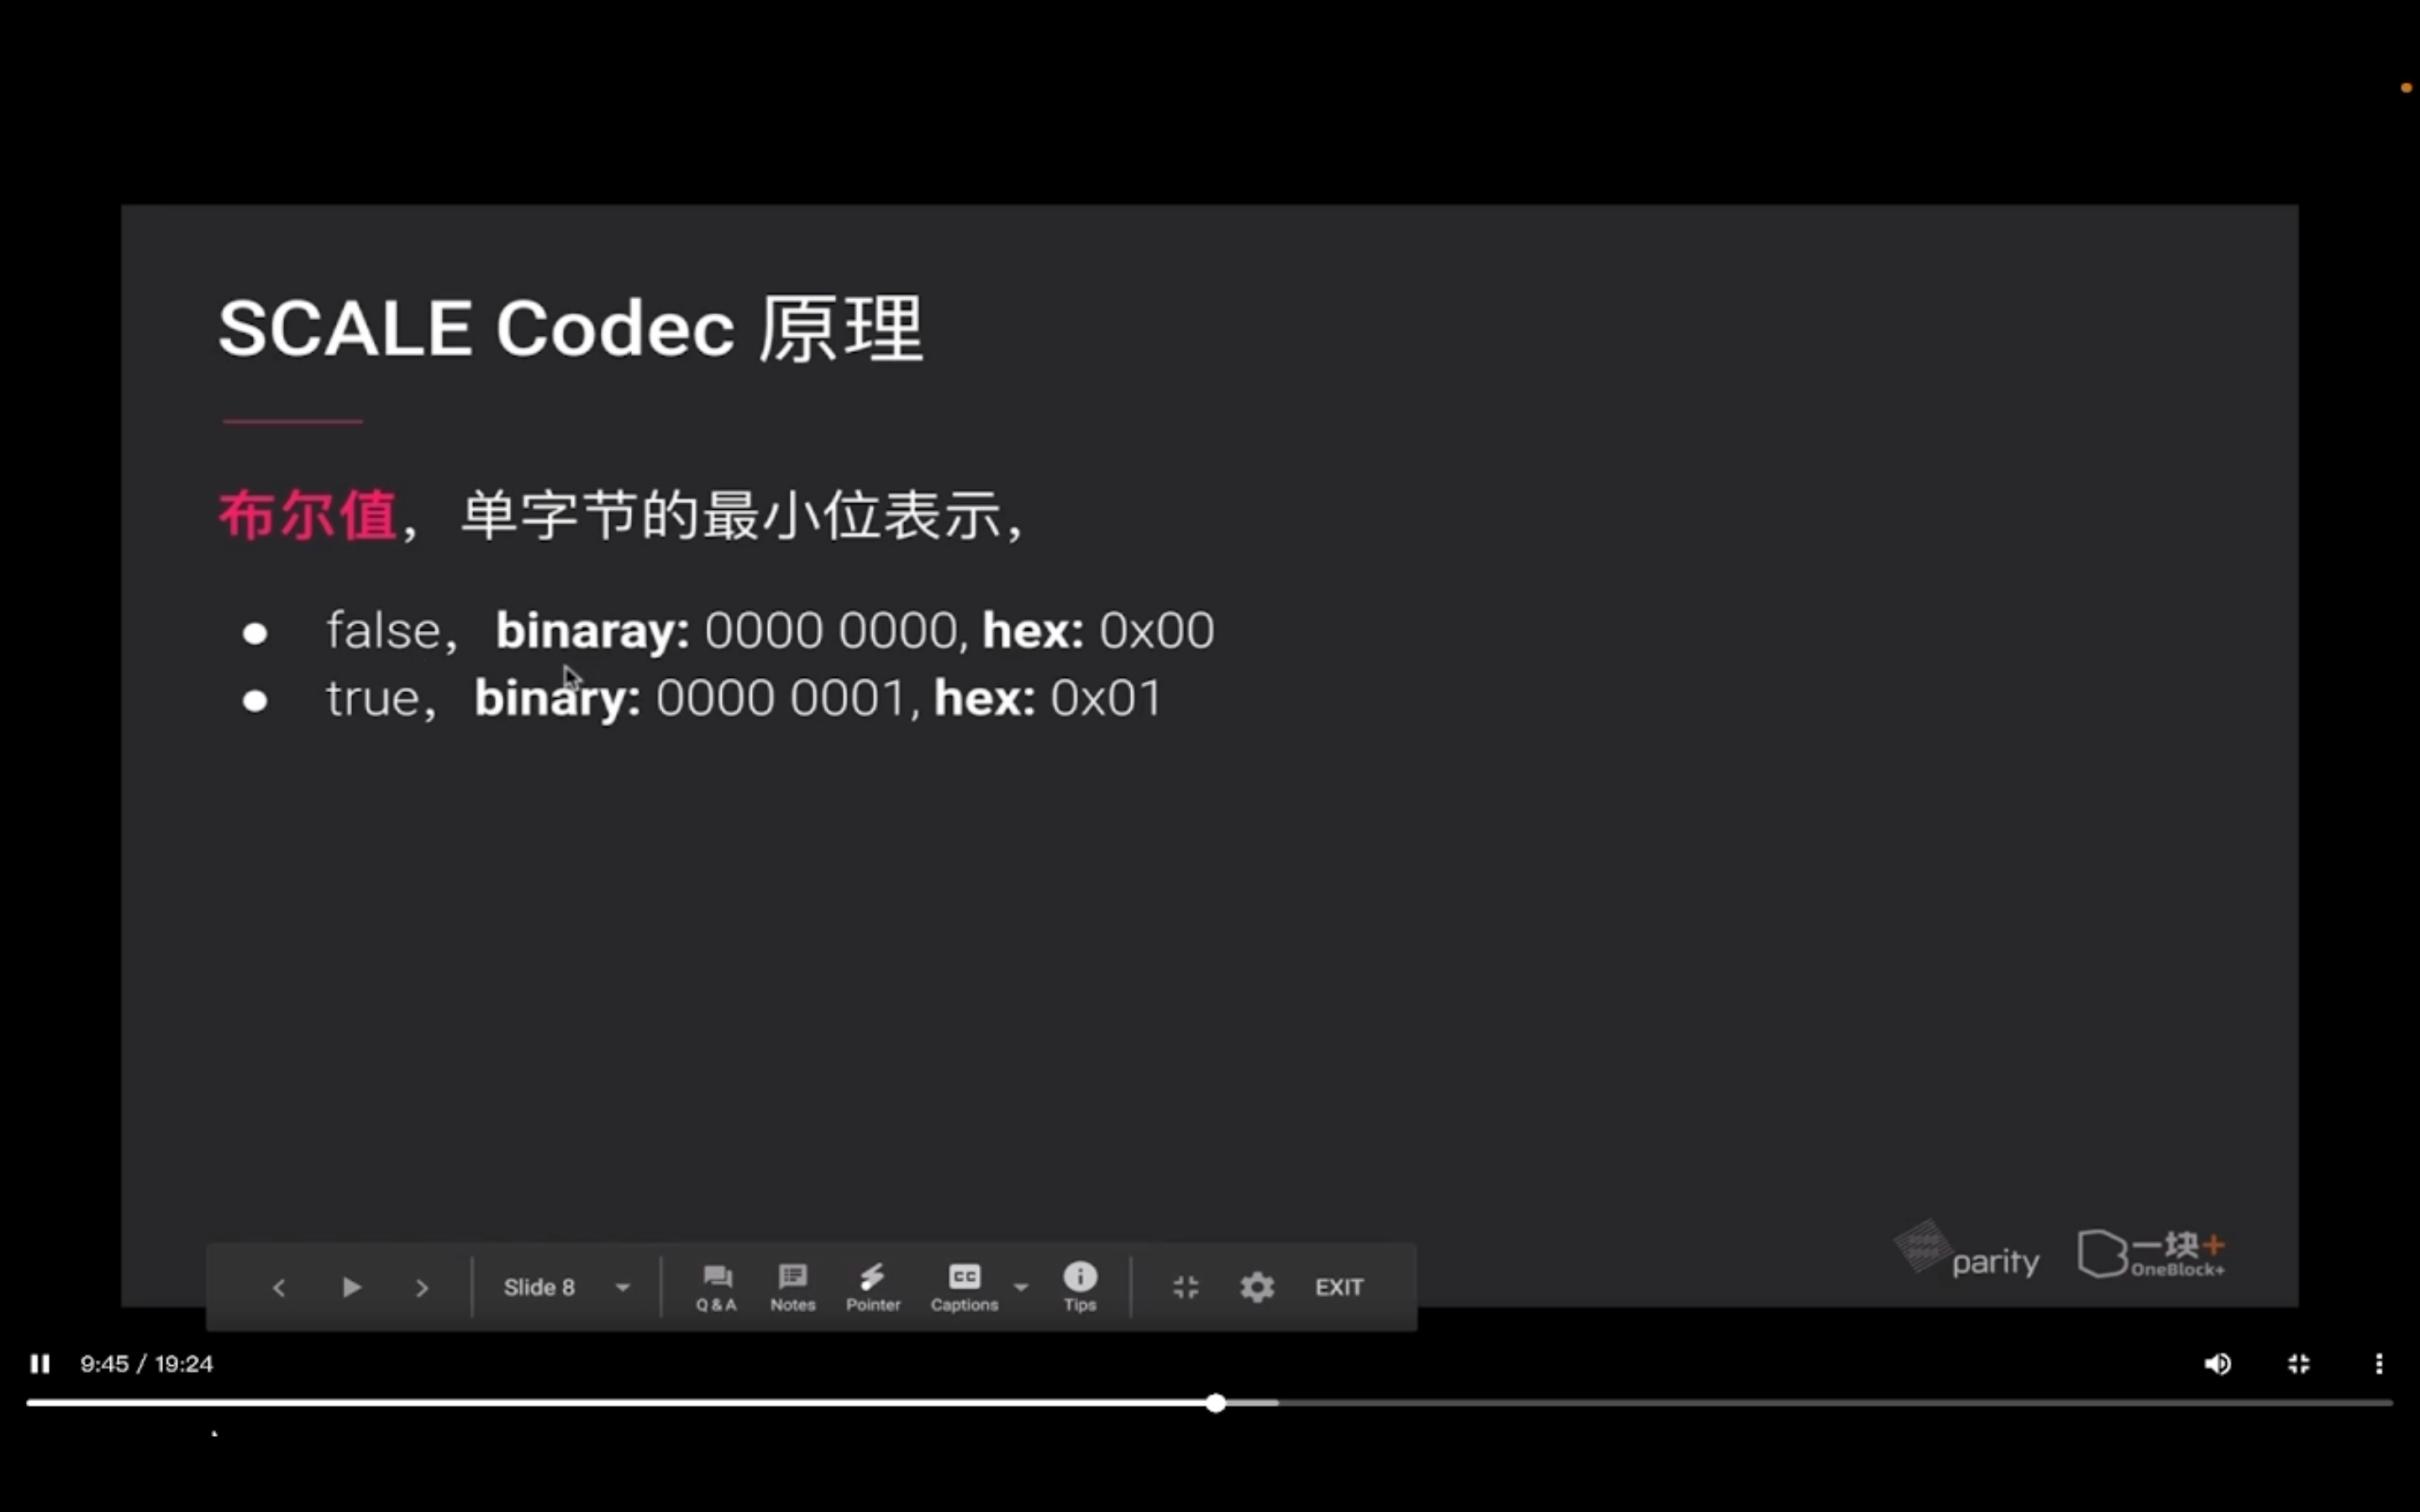 SCALE Codec 原理
布尔值，单字节的最小位表示，
false，binaray: 0000 0000, hex: 0x00
true，binary: 0000 0001, hex: 0x01
parity
一块+
OneBlock+
Slide 8
Q & A
Notes
Pointer
CC
Captions
Tips
EXIT
9:45 / 19:24